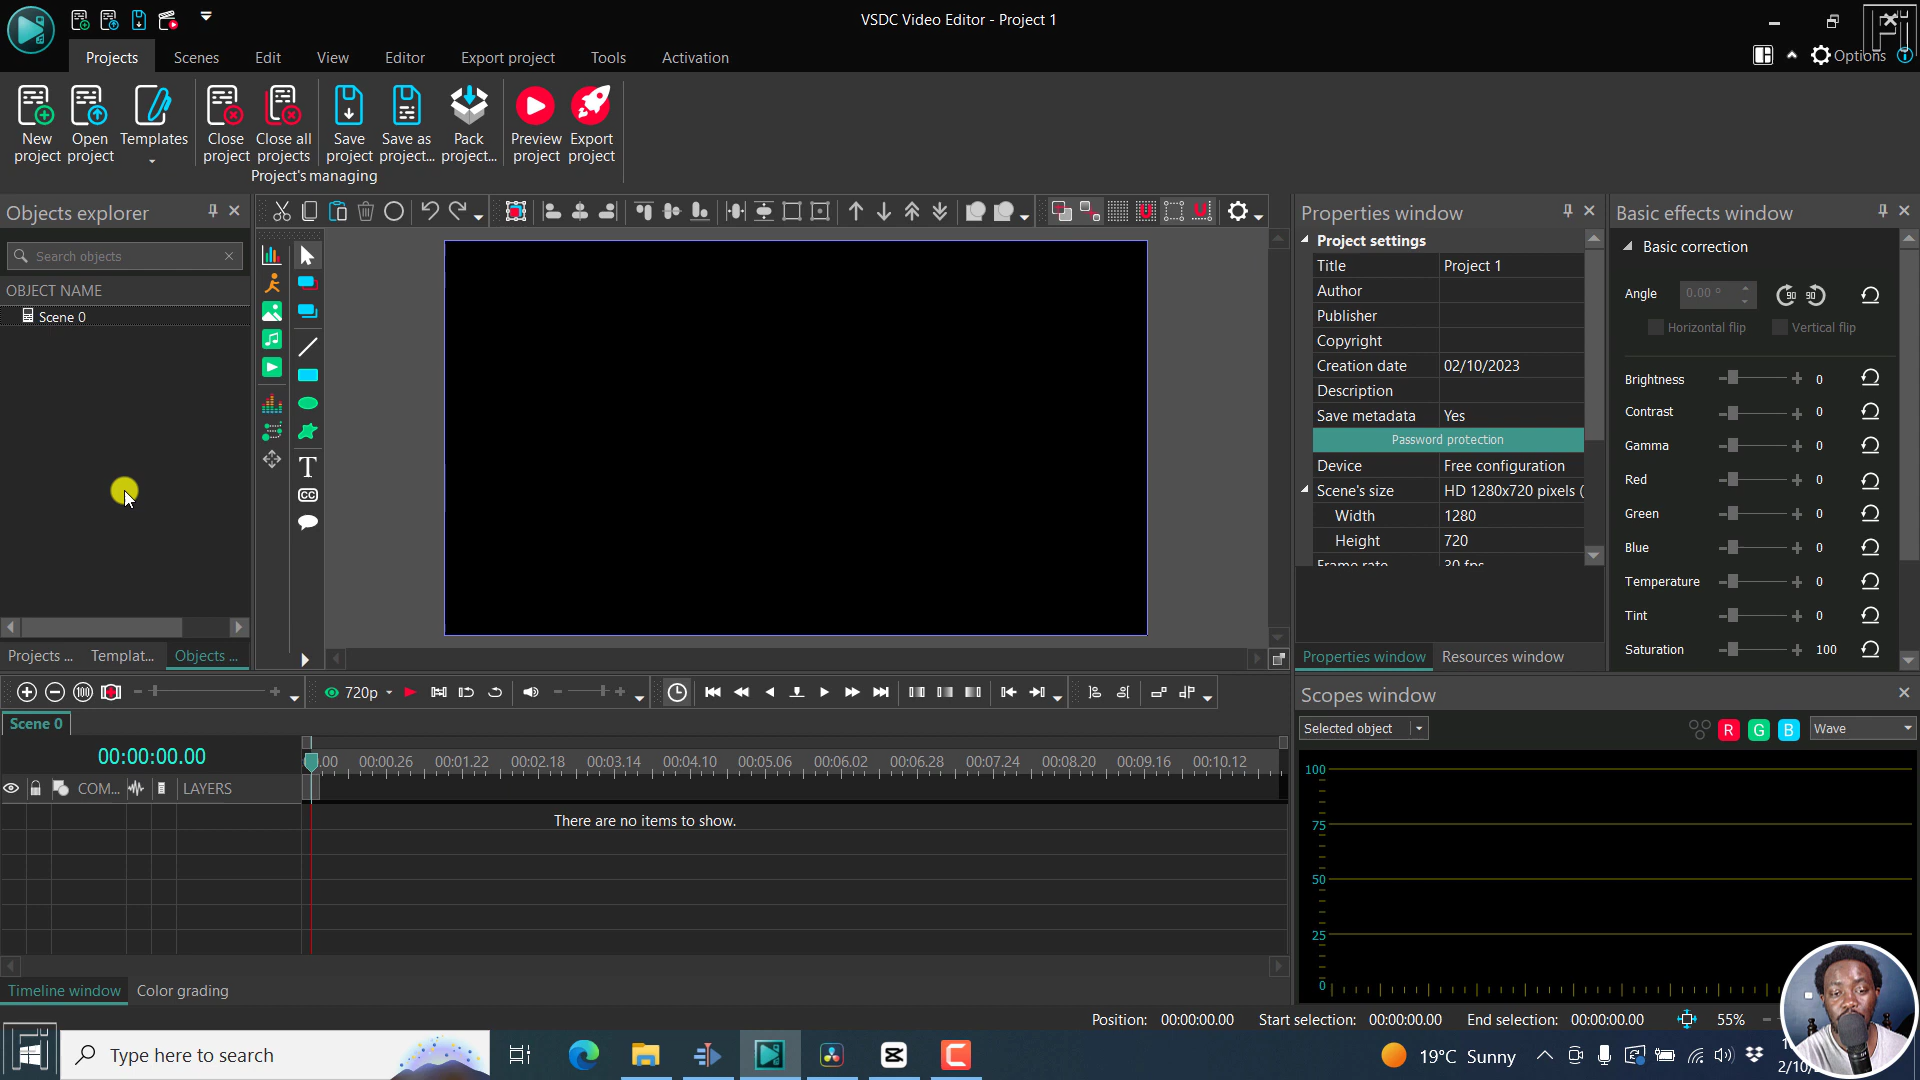 VSDC Video Editor - Project 1
Projects Scenes Edit View Editor Export project Tools Activation
Options
New project
Open project
Templates
Close project
Close all projects
Save project
Save as project...
Pack project...
Preview project
Export project
Project's managing
Objects explorer
Search objects
OBJECT NAME
Scene 0
Projects ... Templat... Objects ...
T
CC
Properties window
Project settings
Title Project 1
Author
Publisher
Copyright
Creation date 02/10/2023
Description
Save metadata Yes
Password protection
Device Free configuration
Scene's size HD 1280x720 pixels (
Width 1280
Height 720
Frame rate 30 fps
Properties window Resources window
Basic effects window
Basic correction
Angle 0.00 ° 90 90
Horizontal flip Vertical flip
Brightness 0
Contrast 0
Gamma 0
Red 0
Green 0
Blue 0
Temperature 0
Tint 0
Saturation 100
100 720p
Scene 0
00:00:00.00
.00 00:00.26 00:01.22 00:02.18 00:03.14 00:04.10 00:05.06 00:06.02 00:06.28 00:07.24 00:08.20 00:09.16 00:10.12
COM... LAYERS
There are no items to show.
Timeline window Color grading
Scopes window
Selected object R G B Wave
100
75
50
25
0
Position: 00:00:00.00 Start selection: 00:00:00.00 End selection: 00:00:00.00 55%
Type here to search
19°C Sunny